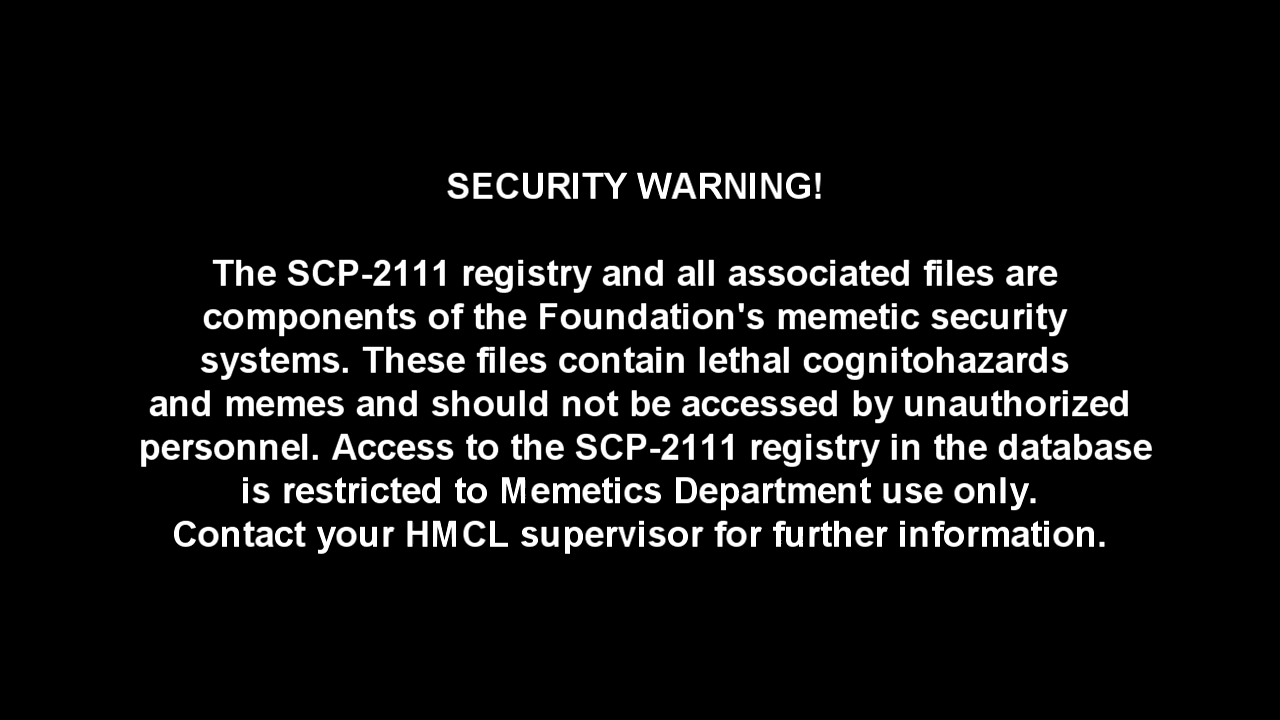 SECURITY WARNING!
The SCP-2111 registry and all associated files are
components of the Foundation's memetic security
systems. These files contain lethal cognitohazards
and memes and should not be accessed by unauthorized
personnel. Access to the SCP-2111 registry in the database
is restricted to Memetics Department use only.
Contact your HMCL supervisor for further information.